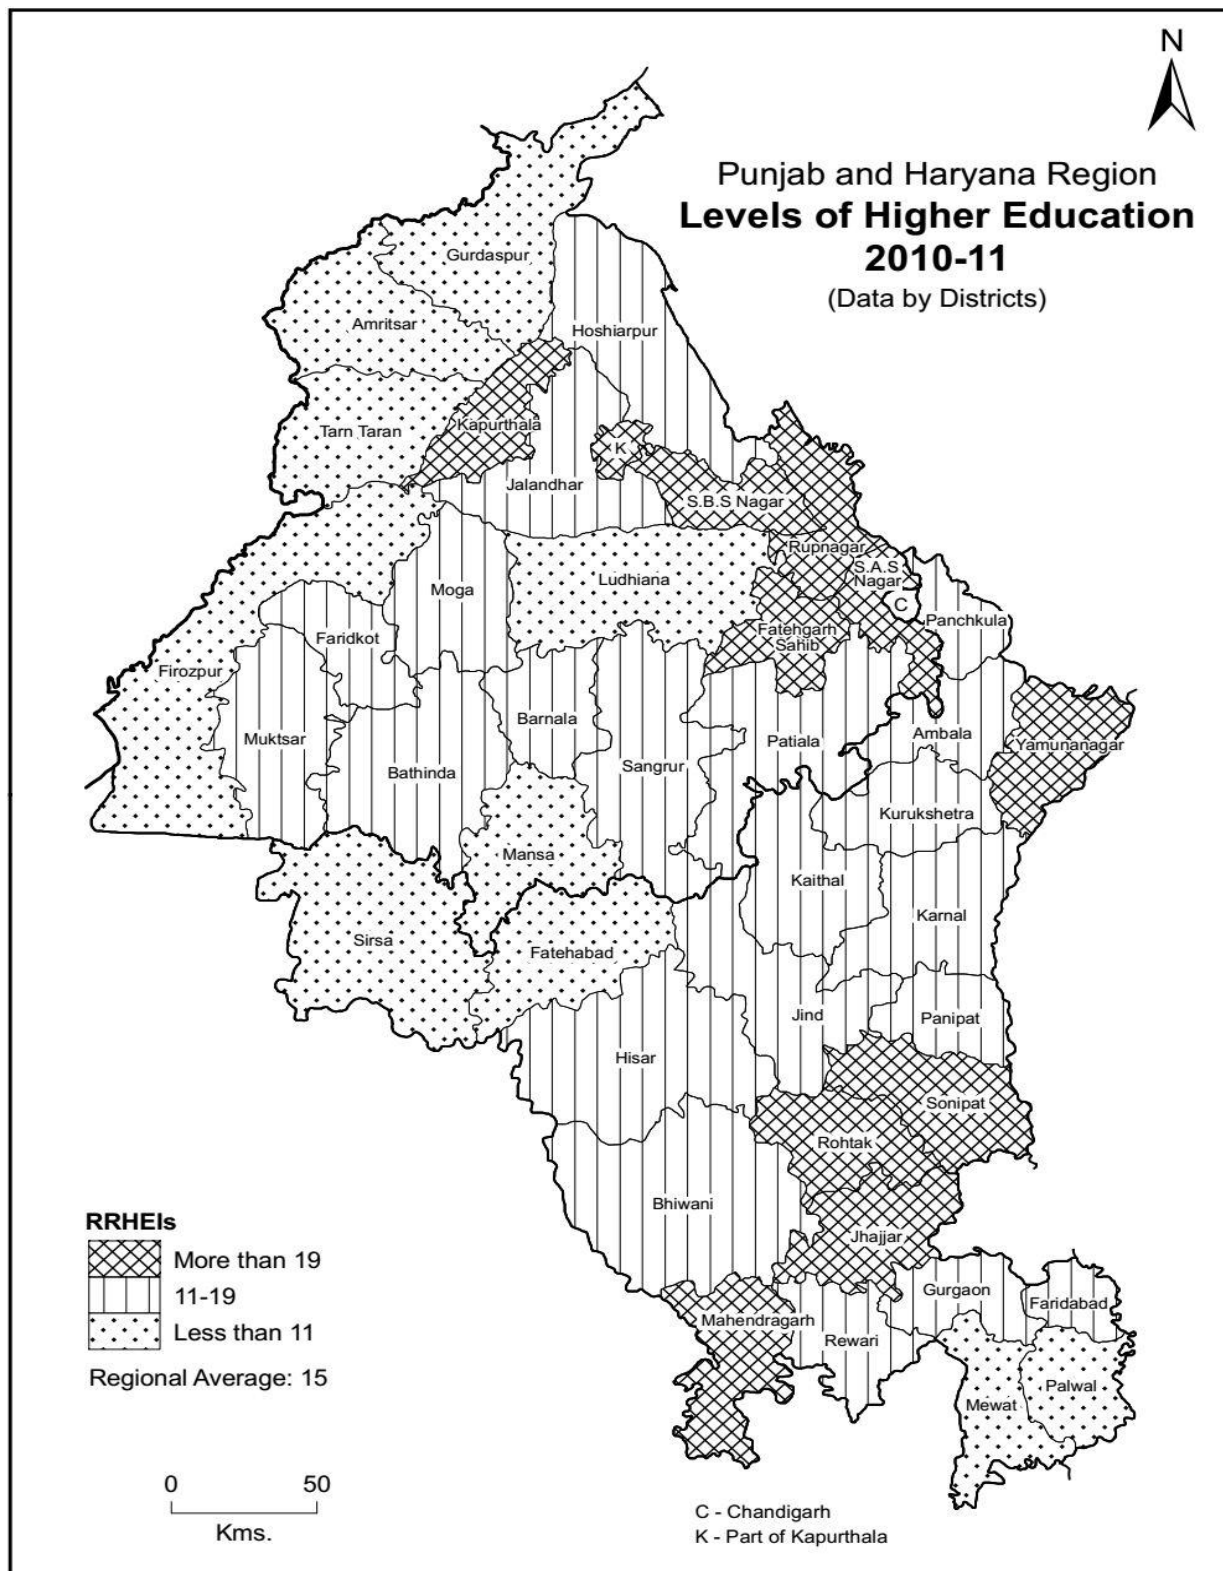 N
Punjab and Haryana Region
Levels of Higher Education
2010-11
(Data by Districts)
Gurdaspur
Amritsar
Hoshiarpur
Tarn Taran
Kapurthala
K
Jalandhar
S.B.S Nagar
Rupnagar
S.A.S
Nagar
C
Moga
Ludhiana
Faridkot
Fatehgarh
Sahib
Panchkula
Firozpur
Muktsar
Barnala
Patiala
Ambala
Yamunanagar
Bathinda
Sangrur
Kurukshetra
Mansa
Kaithal
Karnal
Sirsa
Fatehabad
Jind
Panipat
Hisar
Sonipat
Rohtak
Bhiwani
Jhajjar
Gurgaon
Faridabad
Mahendragarh
Rewari
Mewat
Palwal
RRHEIs
More than 19
11-19
Less than 11
Regional Average: 15
0 50
Kms.
C - Chandigarh
K - Part of Kapurthala